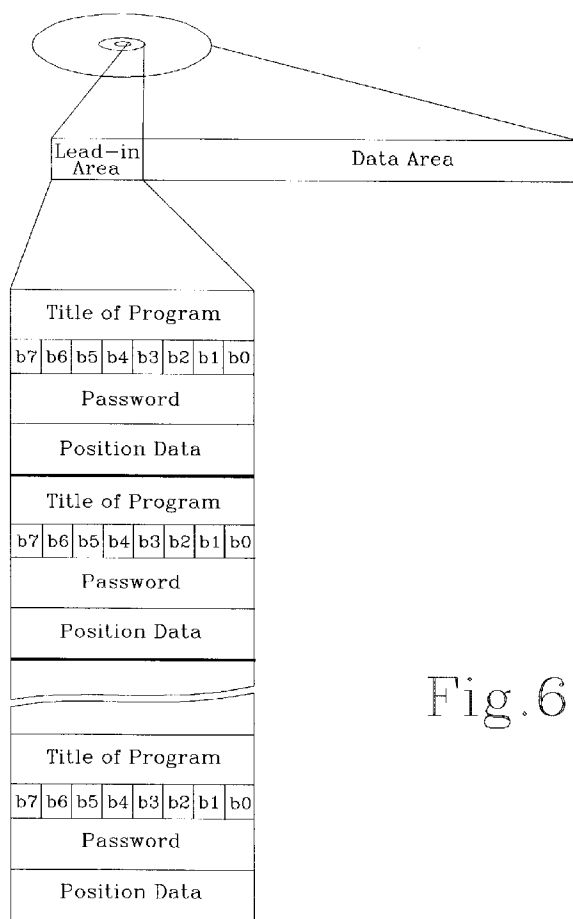 Lead-in
Area
Data Area
Title of Program
b7 b6 b5 b4 b3 b2 b1 b0
Password
Position Data
Title of Program
b7 b6 b5 b4 b3 b2 b1 b0
Password
Position Data
Fig.6
Title of Program
b7 b6 b5 b4 b3 b2 b1 b0
Password
Position Data